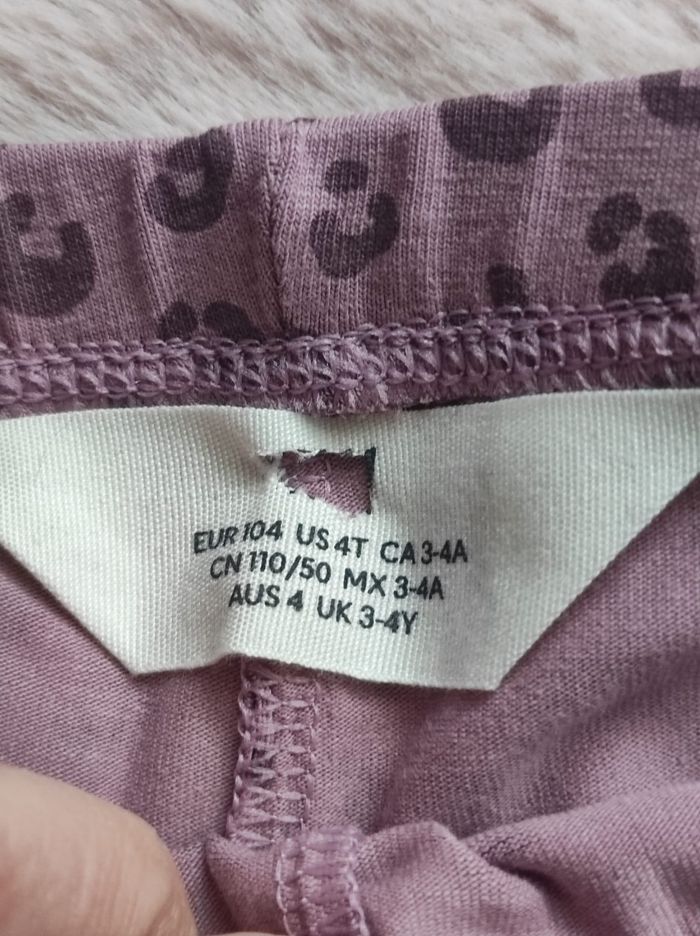 EUR 104 US 4T CA 3-4A
CN 110/50 MX 3-4A
AUS 4 UK 3-4Y